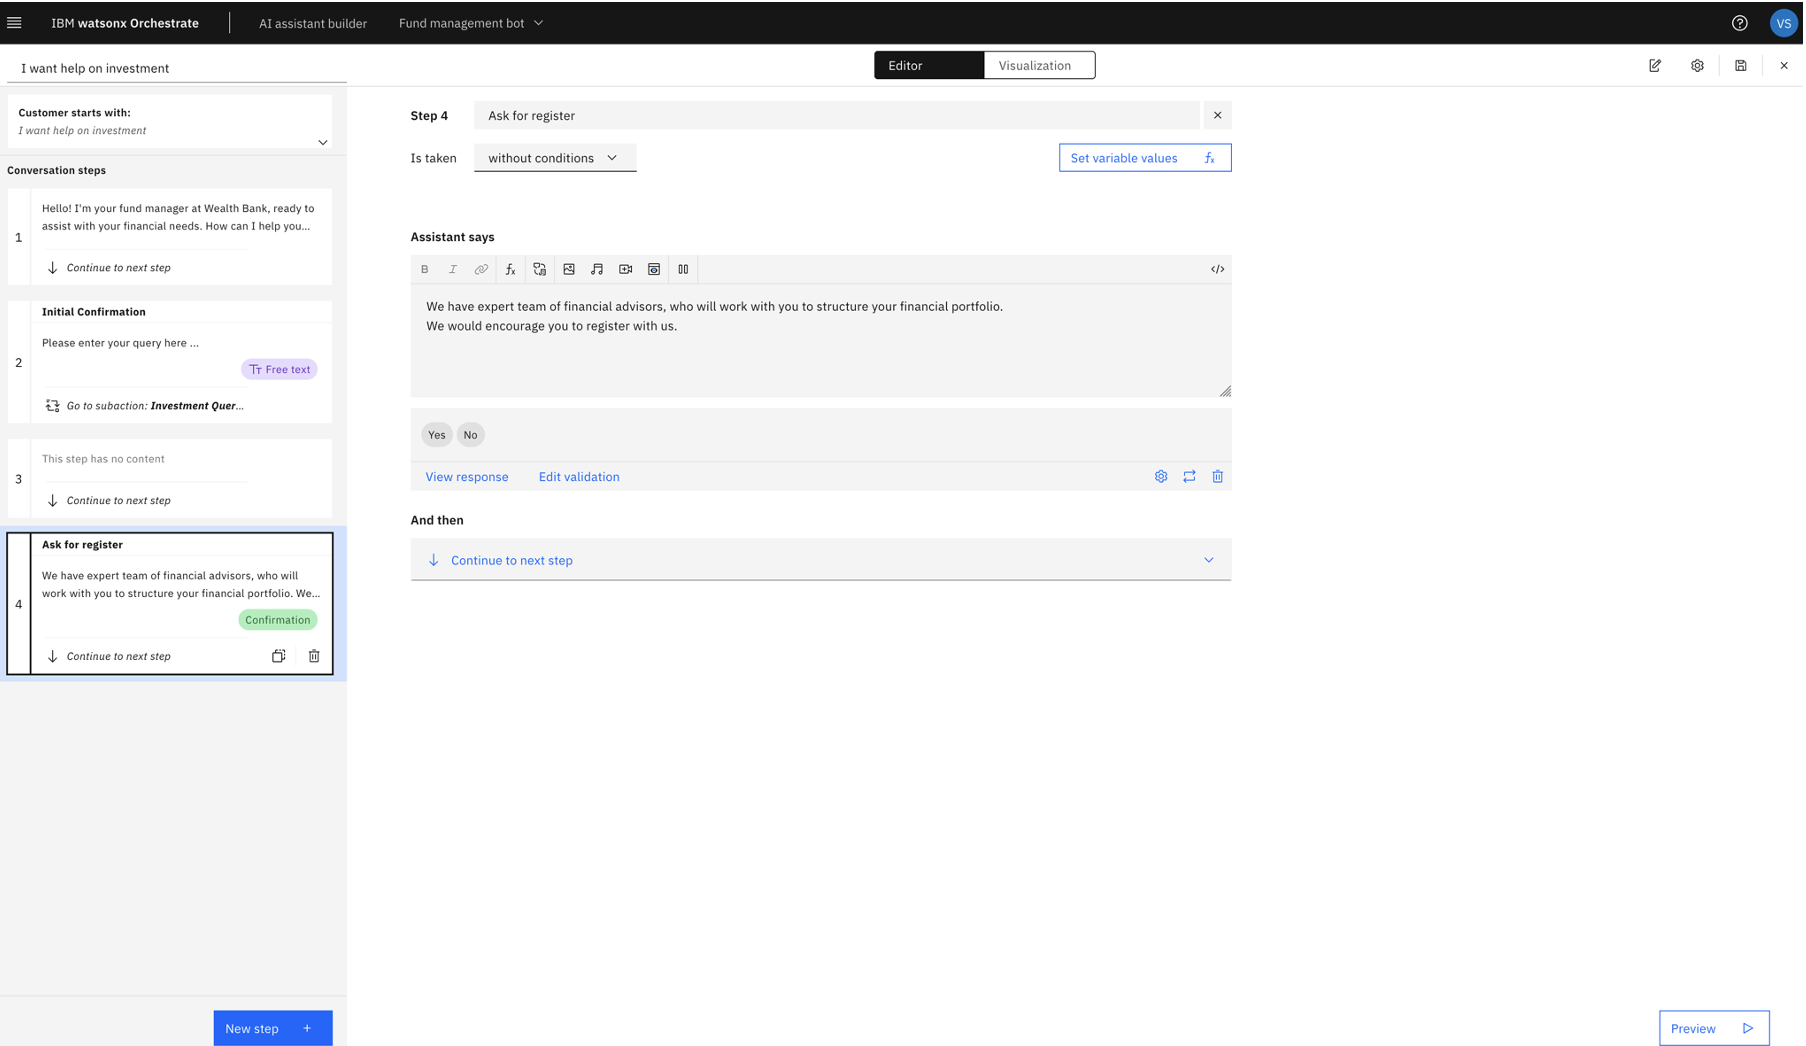 IBM watsonx Orchestrate
AI assistant builder
Fund management bot
VS
I want help on investment
Editor
Visualization
Customer starts with:
I want help on investment
Conversation steps
1
Hello! I'm your fund manager at Wealth Bank, ready to
assist with your financial needs. How can I help you...
Continue to next step
2
Initial Confirmation
Please enter your query here ...
Free text
Go to subaction: Investment Quer...
3
This step has no content
Continue to next step
4
Ask for register
We have expert team of financial advisors, who will
work with you to structure your financial portfolio. We...
Confirmation
Continue to next step
New step +
Step 4
Ask for register
Is taken
without conditions
Set variable values
Assistant says
B I
We have expert team of financial advisors, who will work with you to structure your financial portfolio.
We would encourage you to register with us.
Yes No
View response
Edit validation
And then
Continue to next step
Preview